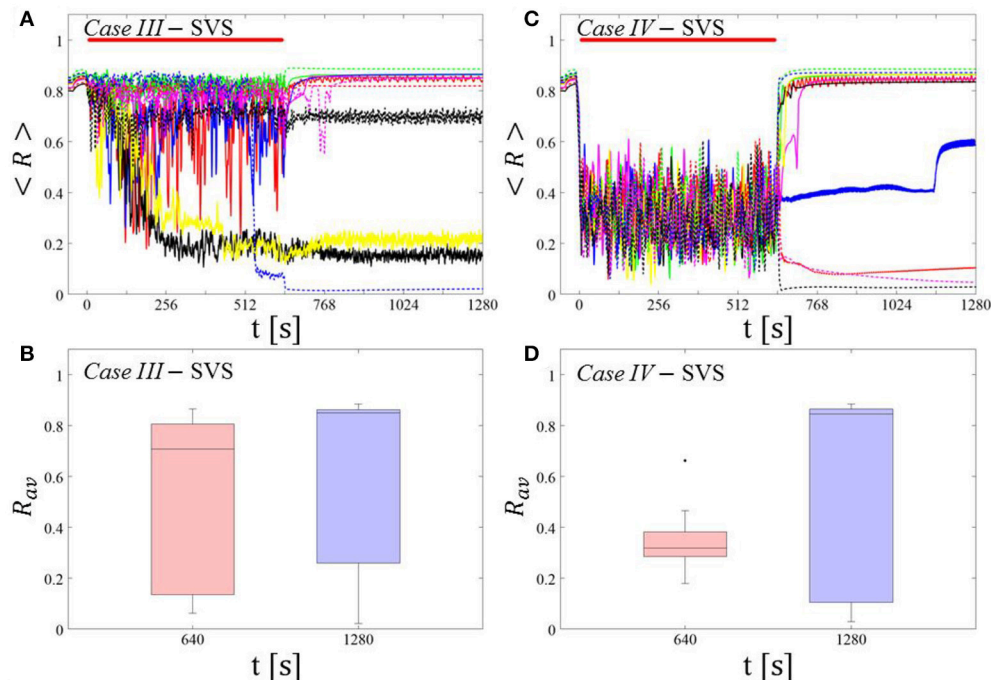 A
Case III – SVS
1
0.8
0.6
0.4
0.2
0
< R >
0 256 512 768 1024 1280
t [s]
C
Case IV – SVS
1
0.8
0.6
0.4
0.2
0
< R >
0 256 512 768 1024 1280
t [s]
B
Case III – SVS
1
0.8
0.6
0.4
0.2
0
Rav
640 1280
t [s]
D
Case IV – SVS
1
0.8
0.6
0.4
0.2
0
Rav
640 1280
t [s]